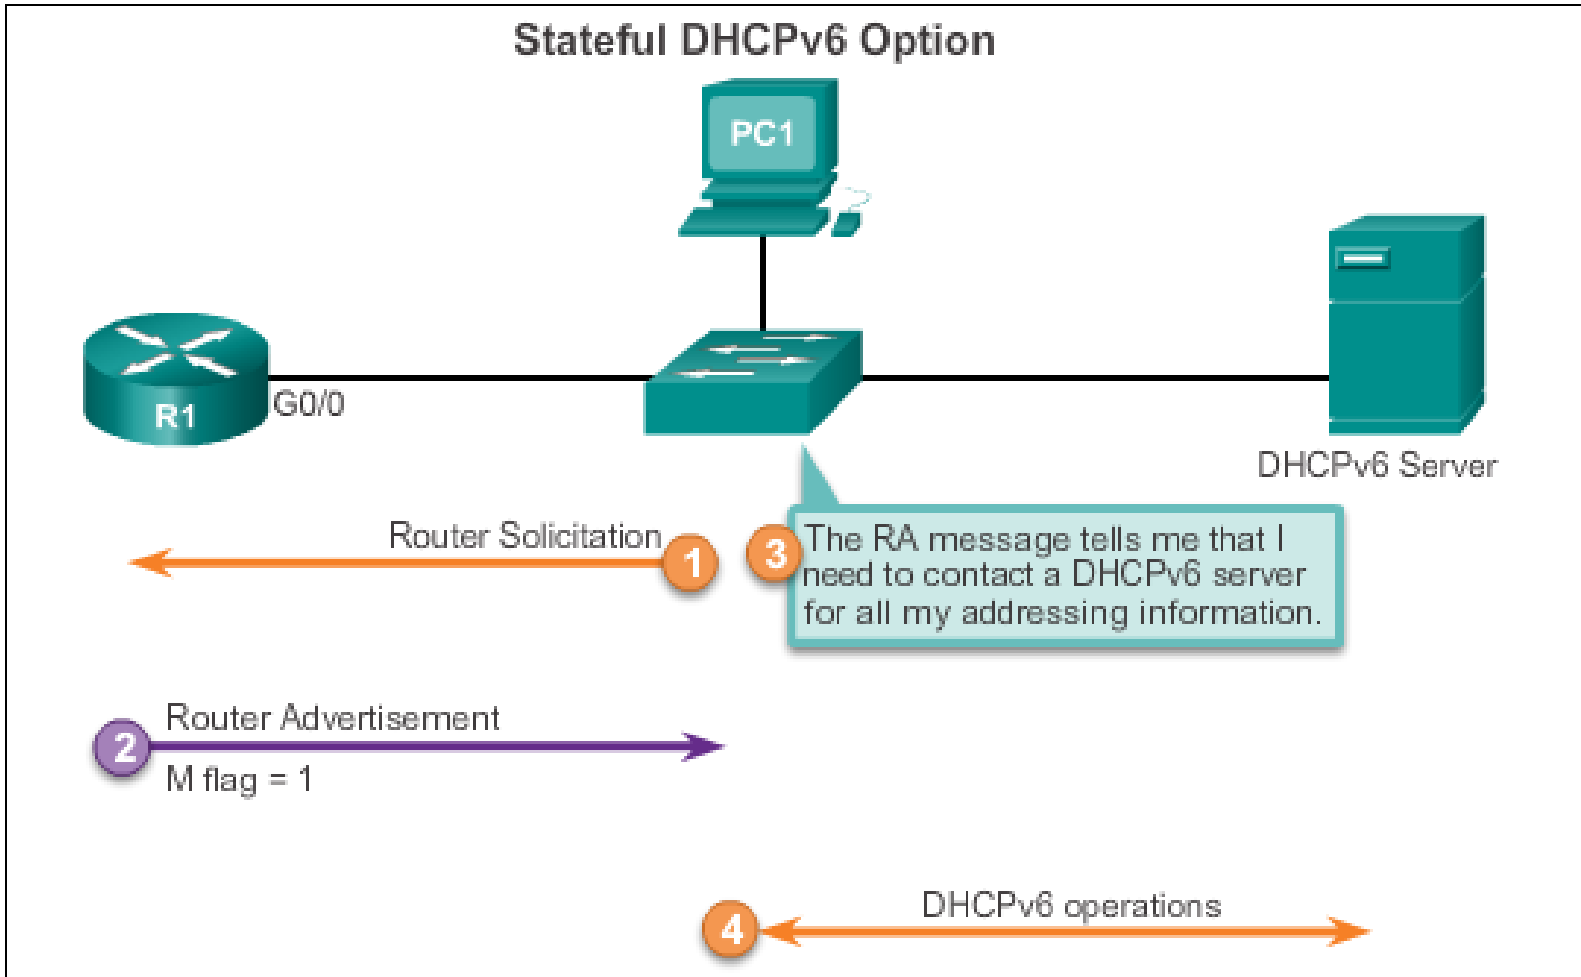 Stateful DHCPv6 Option
PC1
R1
G0/0
DHCPv6 Server
Router Solicitation
1
3
The RA message tells me that I
need to contact a DHCPv6 server
for all my addressing information.
2
Router Advertisement
M flag = 1
4
DHCPv6 operations